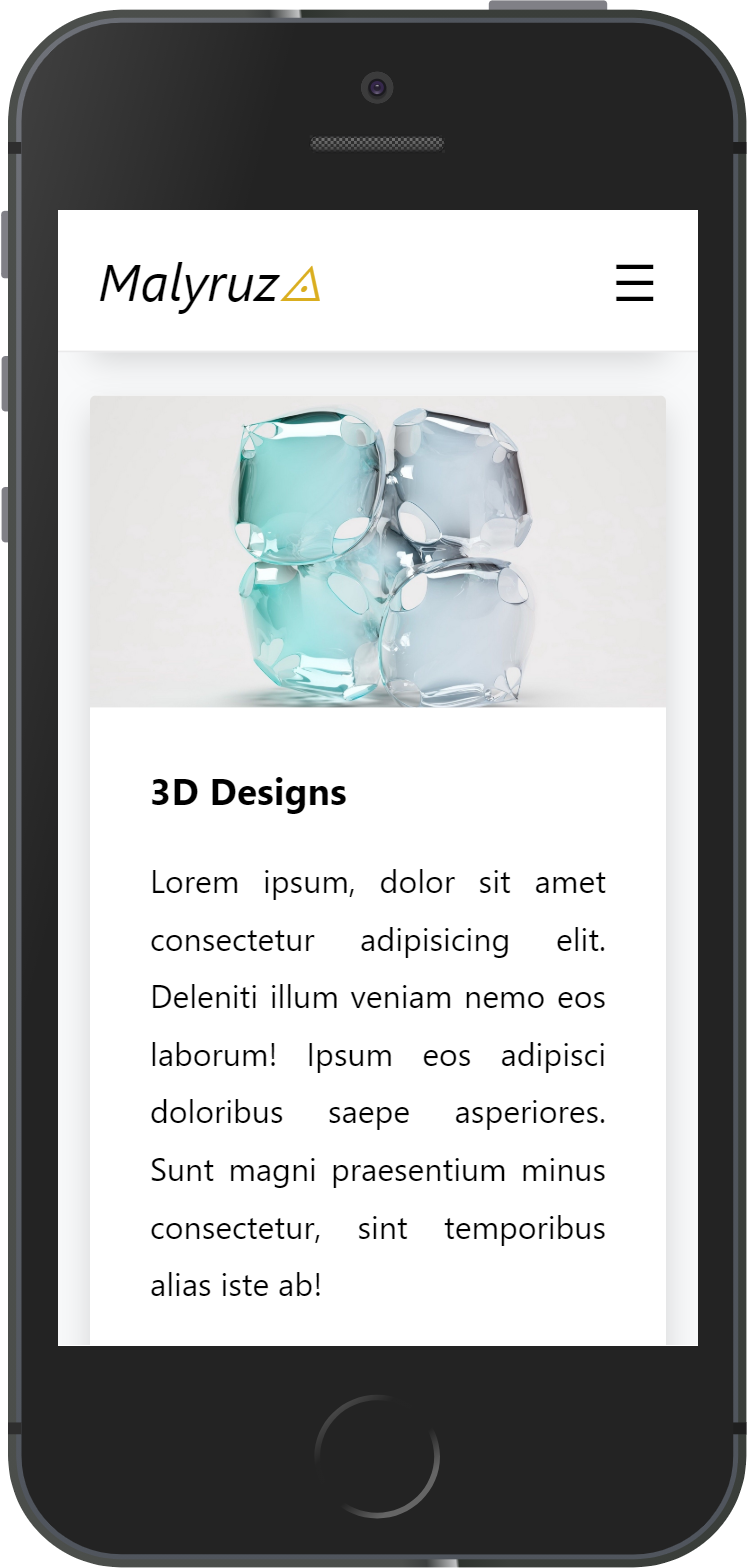 Malyruz
3D Designs
Lorem ipsum, dolor sit amet
consectetur adipisicing elit.
Deleniti illum veniam nemo eos
laborum! Ipsum eos adipisci
doloribus saepe asperiores.
Sunt magni praesentium minus
consectetur, sint temporibus
alias iste ab!